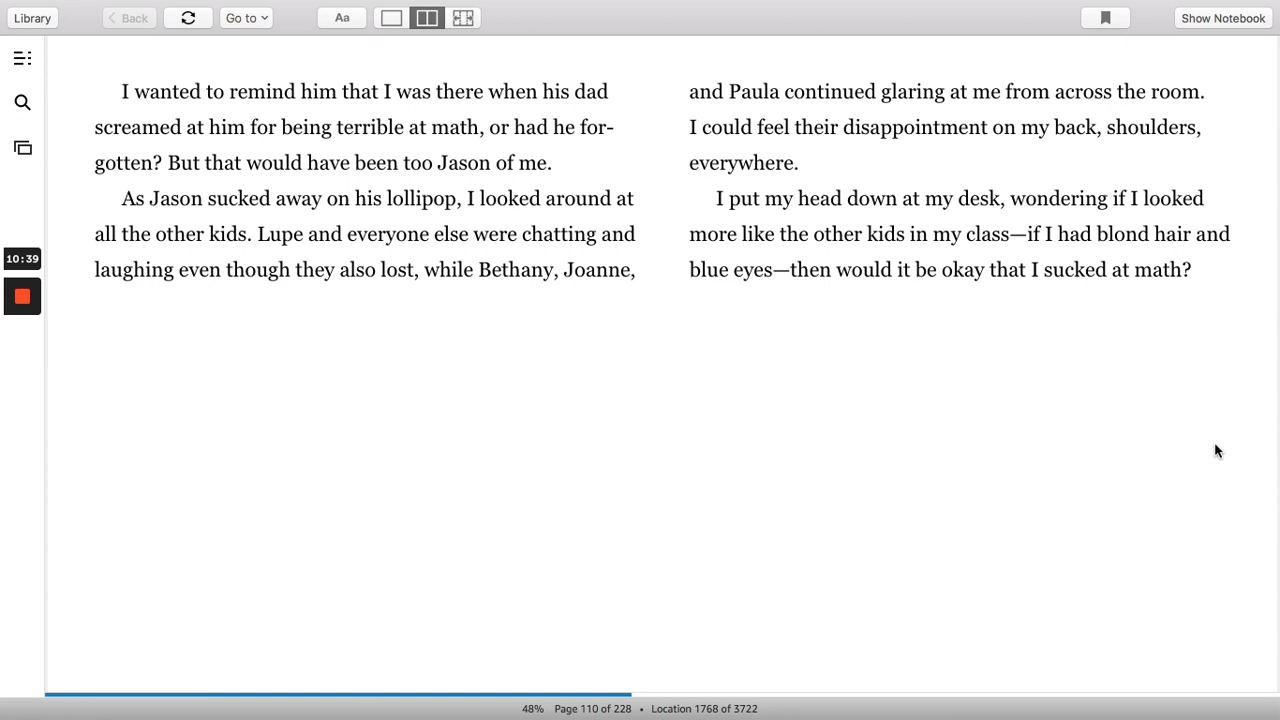 Library
Back
Go to
Aa
Show Notebook
I wanted to remind him that I was there when his dad
screamed at him for being terrible at math, or had he for-
gotten? But that would have been too Jason of me.
As Jason sucked away on his lollipop, I looked around at
all the other kids. Lupe and everyone else were chatting and
laughing even though they also lost, while Bethany, Joanne,
and Paula continued glaring at me from across the room.
I could feel their disappointment on my back, shoulders,
everywhere.
I put my head down at my desk, wondering if I looked
more like the other kids in my class—if I had blond hair and
blue eyes—then would it be okay that I sucked at math?
10:39
48% Page 110 of 228 • Location 1768 of 3722